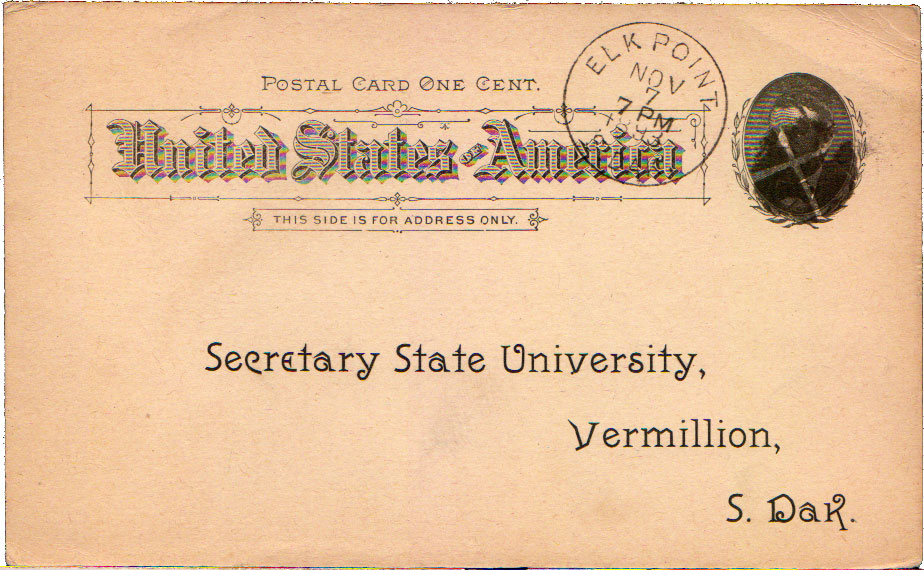 POSTAL CARD ONE CENT.
United States of America
THIS SIDE IS FOR ADDRESS ONLY.
ELK POINT
NOV
7
7 PM
Secretary State University,
Vermillion,
S. Dak.